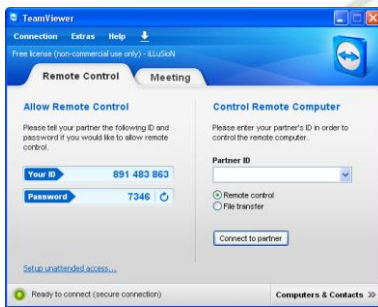 TeamViewer
Connection Extras Help
Free license (non-commercial use only) - iLLuSioN
Remote Control Meeting
Allow Remote Control
Please tell your partner the following ID and
password if you would like to allow remote
control.
Your ID 891 483 863
Password 7346
Setup unattended access...
Control Remote Computer
Please enter your partner's ID in order to
control the remote computer.
Partner ID
Remote control
File transfer
Connect to partner
Ready to connect (secure connection)
Computers & Contacts